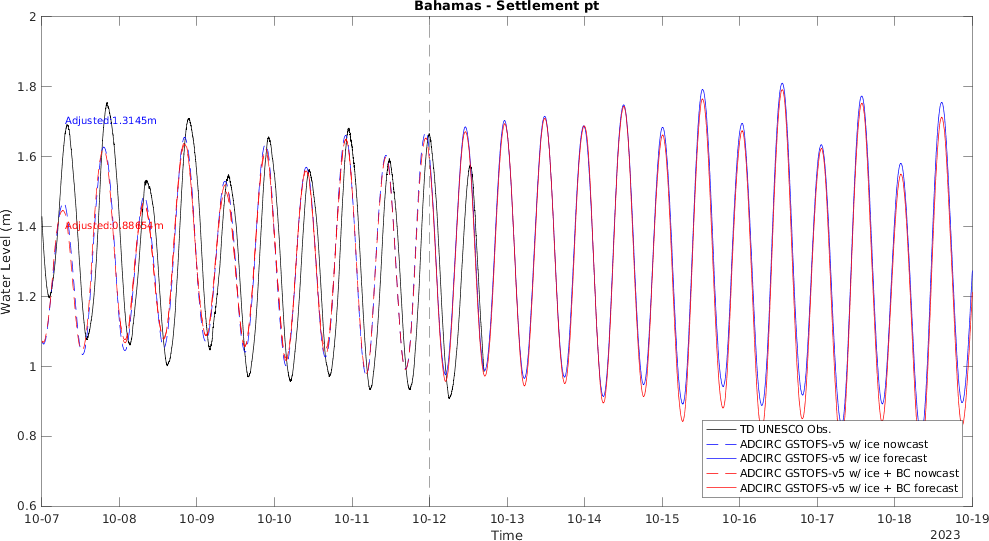 Bahamas - Settlement pt
Water Level (m)
2
1.8
1.6
1.4
1.2
1
0.8
0.6
Adjusted:1.3145m
Adjusted:0.88654m
TD UNESCO Obs.
ADCIRC GSTOFS-v5 w/ ice nowcast
ADCIRC GSTOFS-v5 w/ ice forecast
ADCIRC GSTOFS-v5 w/ ice + BC nowcast
ADCIRC GSTOFS-v5 w/ ice + BC forecast
10-07 10-08 10-09 10-10 10-11 10-12 10-13 10-14 10-15 10-16 10-17 10-18 10-19
Time
2023